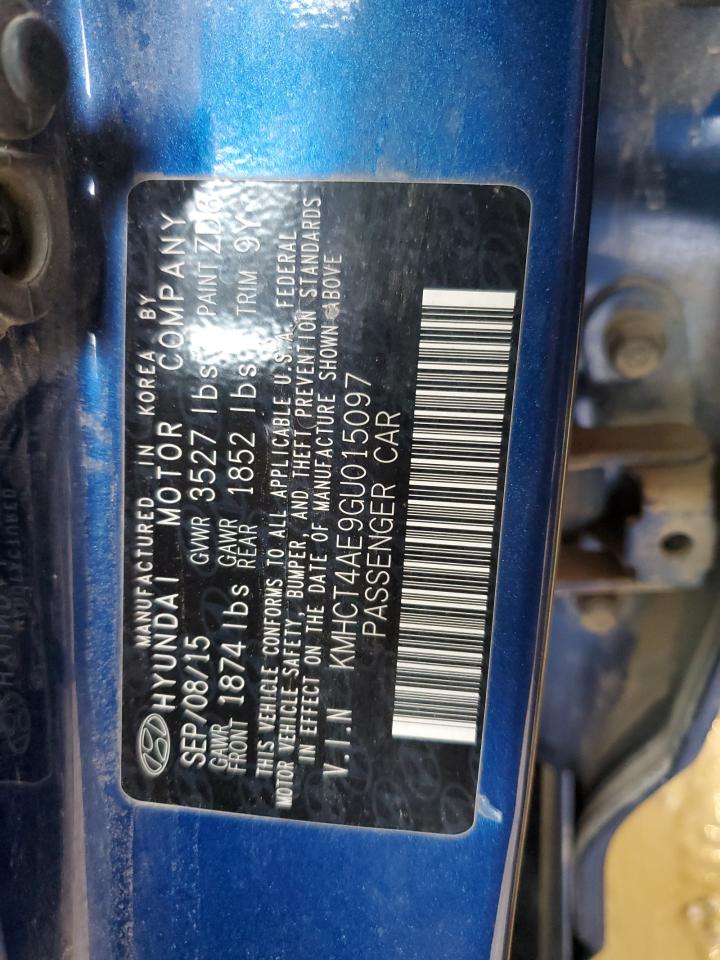 MANUFACTURED IN KOREA BY
HYUNDAI MOTOR COMPANY
SEP/08/15 GVWR 3527 lbs PAINT
GAWR FRONT 1874 lbs GAWR REAR 1852 lbs TRIM 9Y
THIS VEHICLE CONFORMS TO ALL APPLICABLE U.S.A. FEDERAL
MOTOR VEHICLE-SAFETY, BUMPER, AND THEFT PREVENTION STANDARDS
IN EFFECT ON THE DATE OF MANUFACTURE SHOWN ABOVE
V.I.N KMHCT4AE9GU015097
PASSENGER CAR